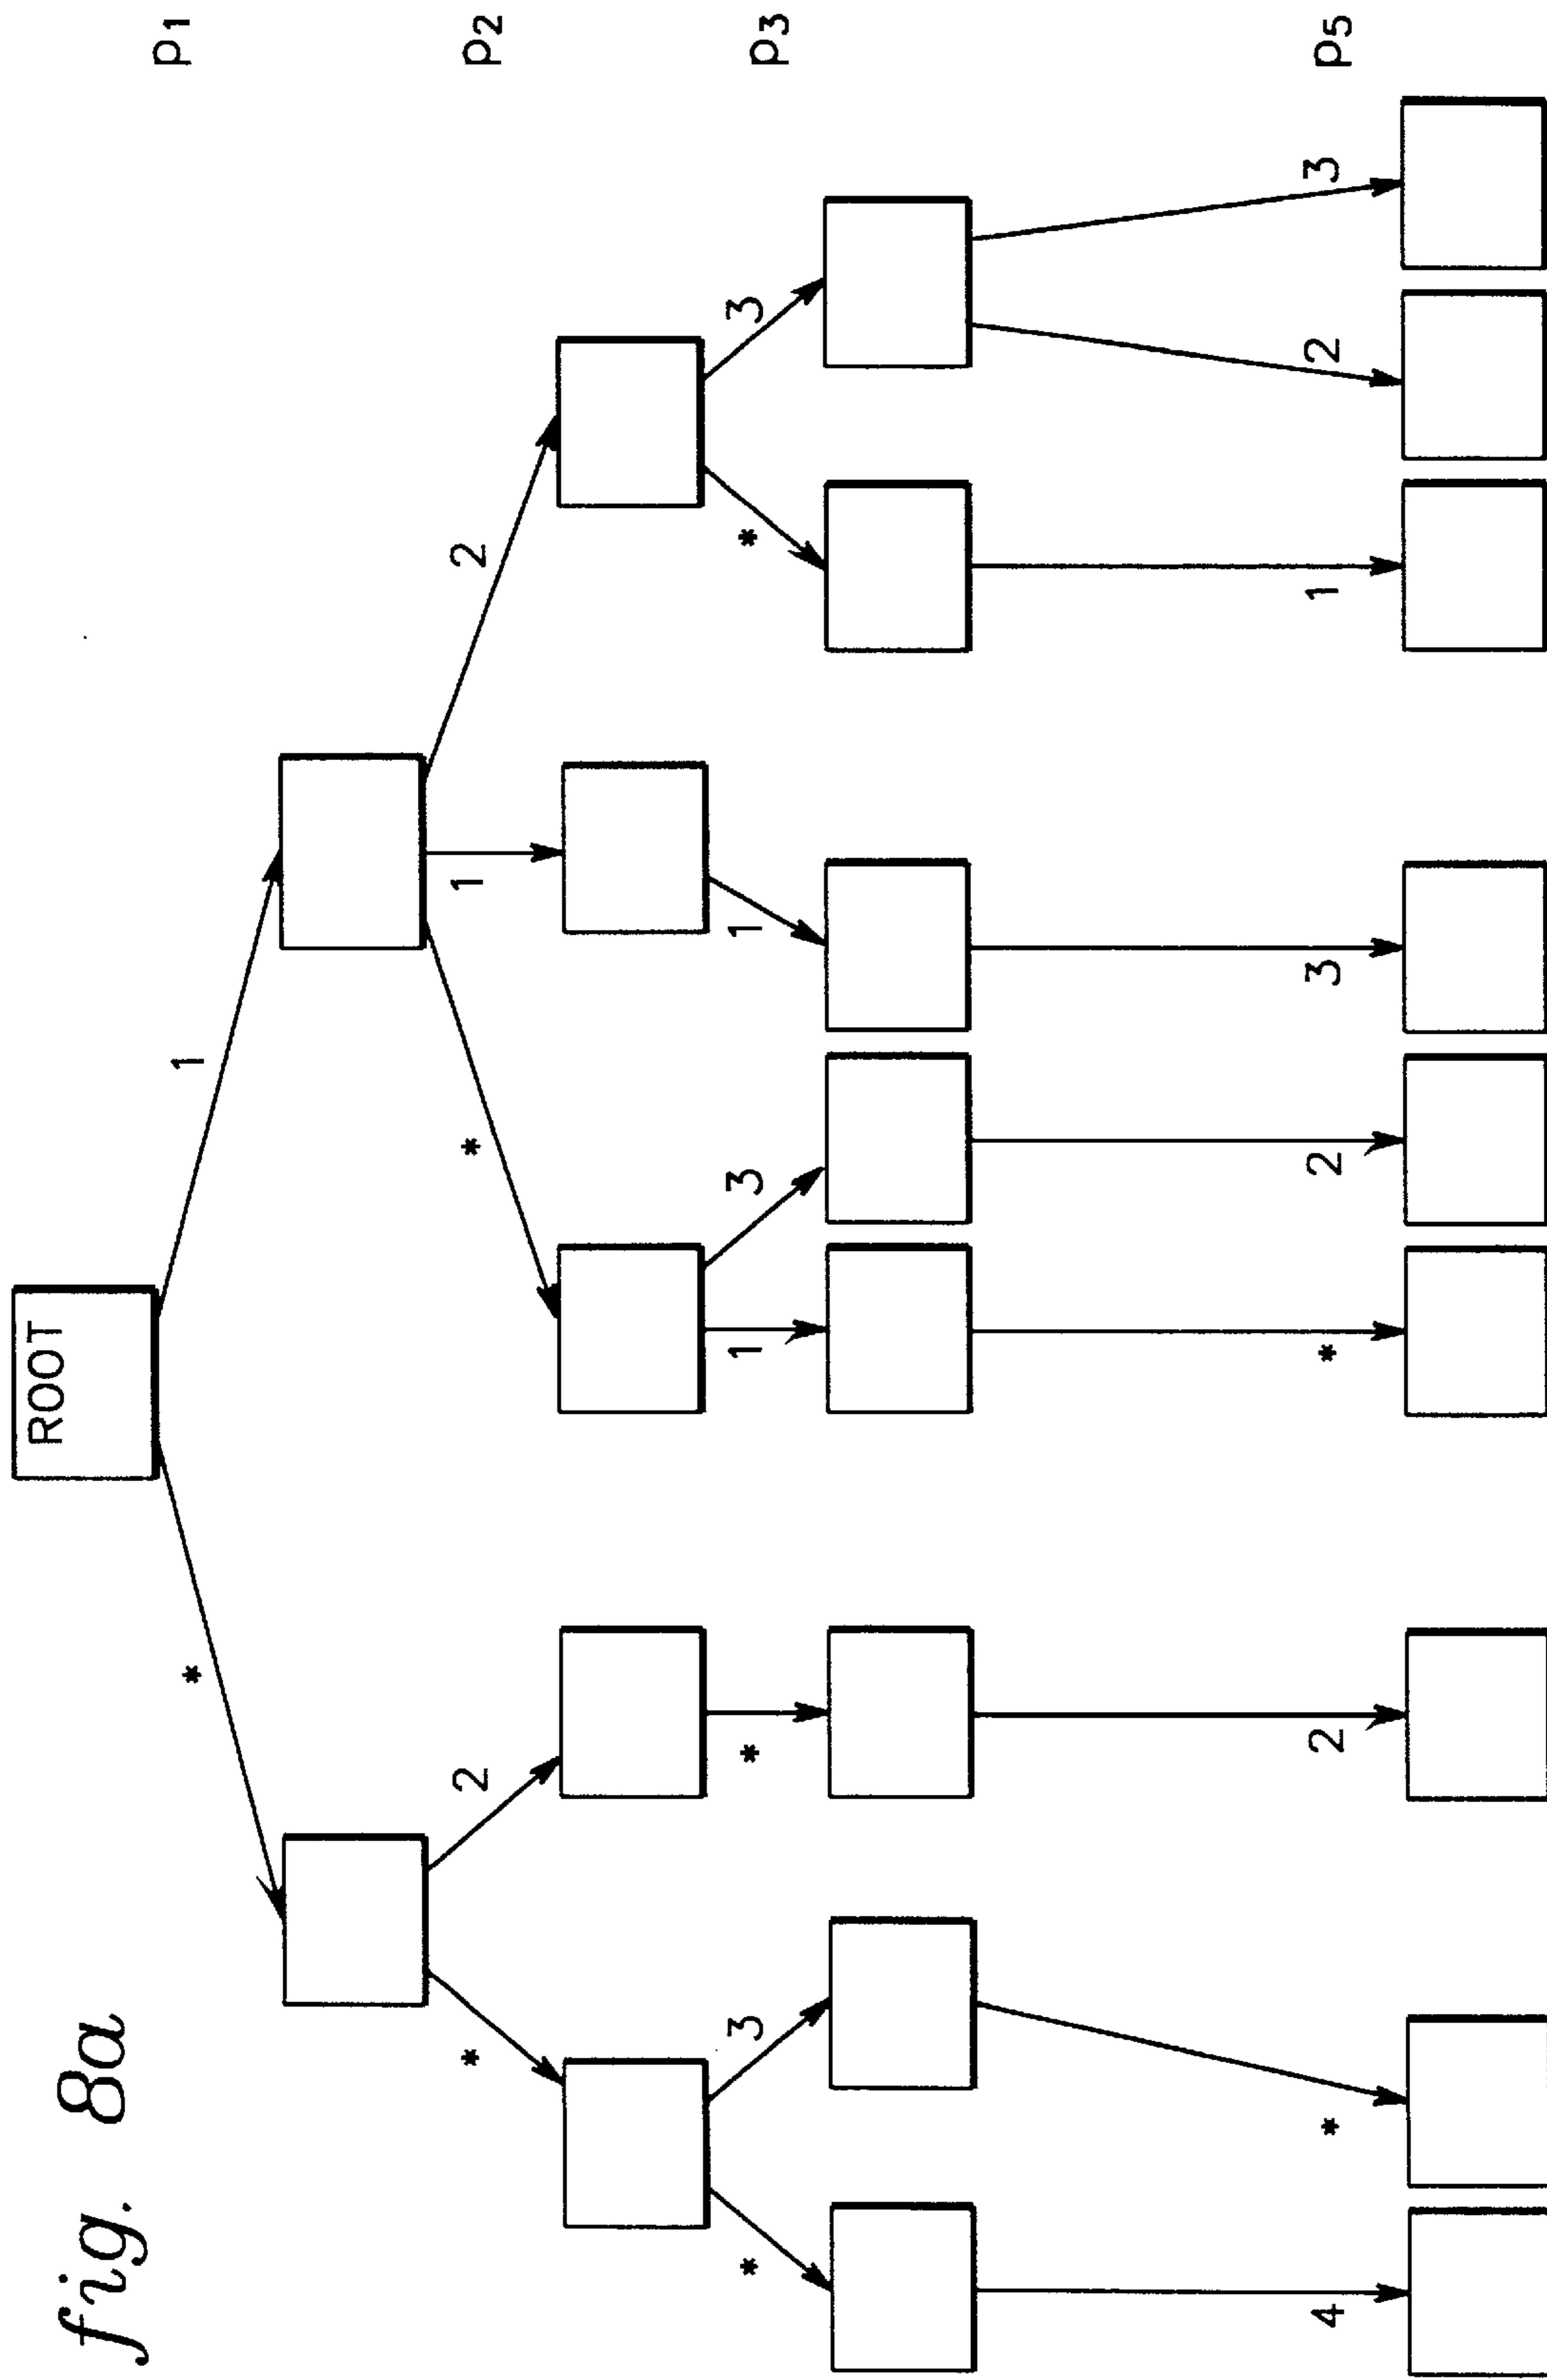 fig. 8a
ROOT
* 1 p1
* 2 * 1 2 p2
* 3 * 1 3 1 * 3 p3
4 * 2 * 2 3 1 2 3 p5